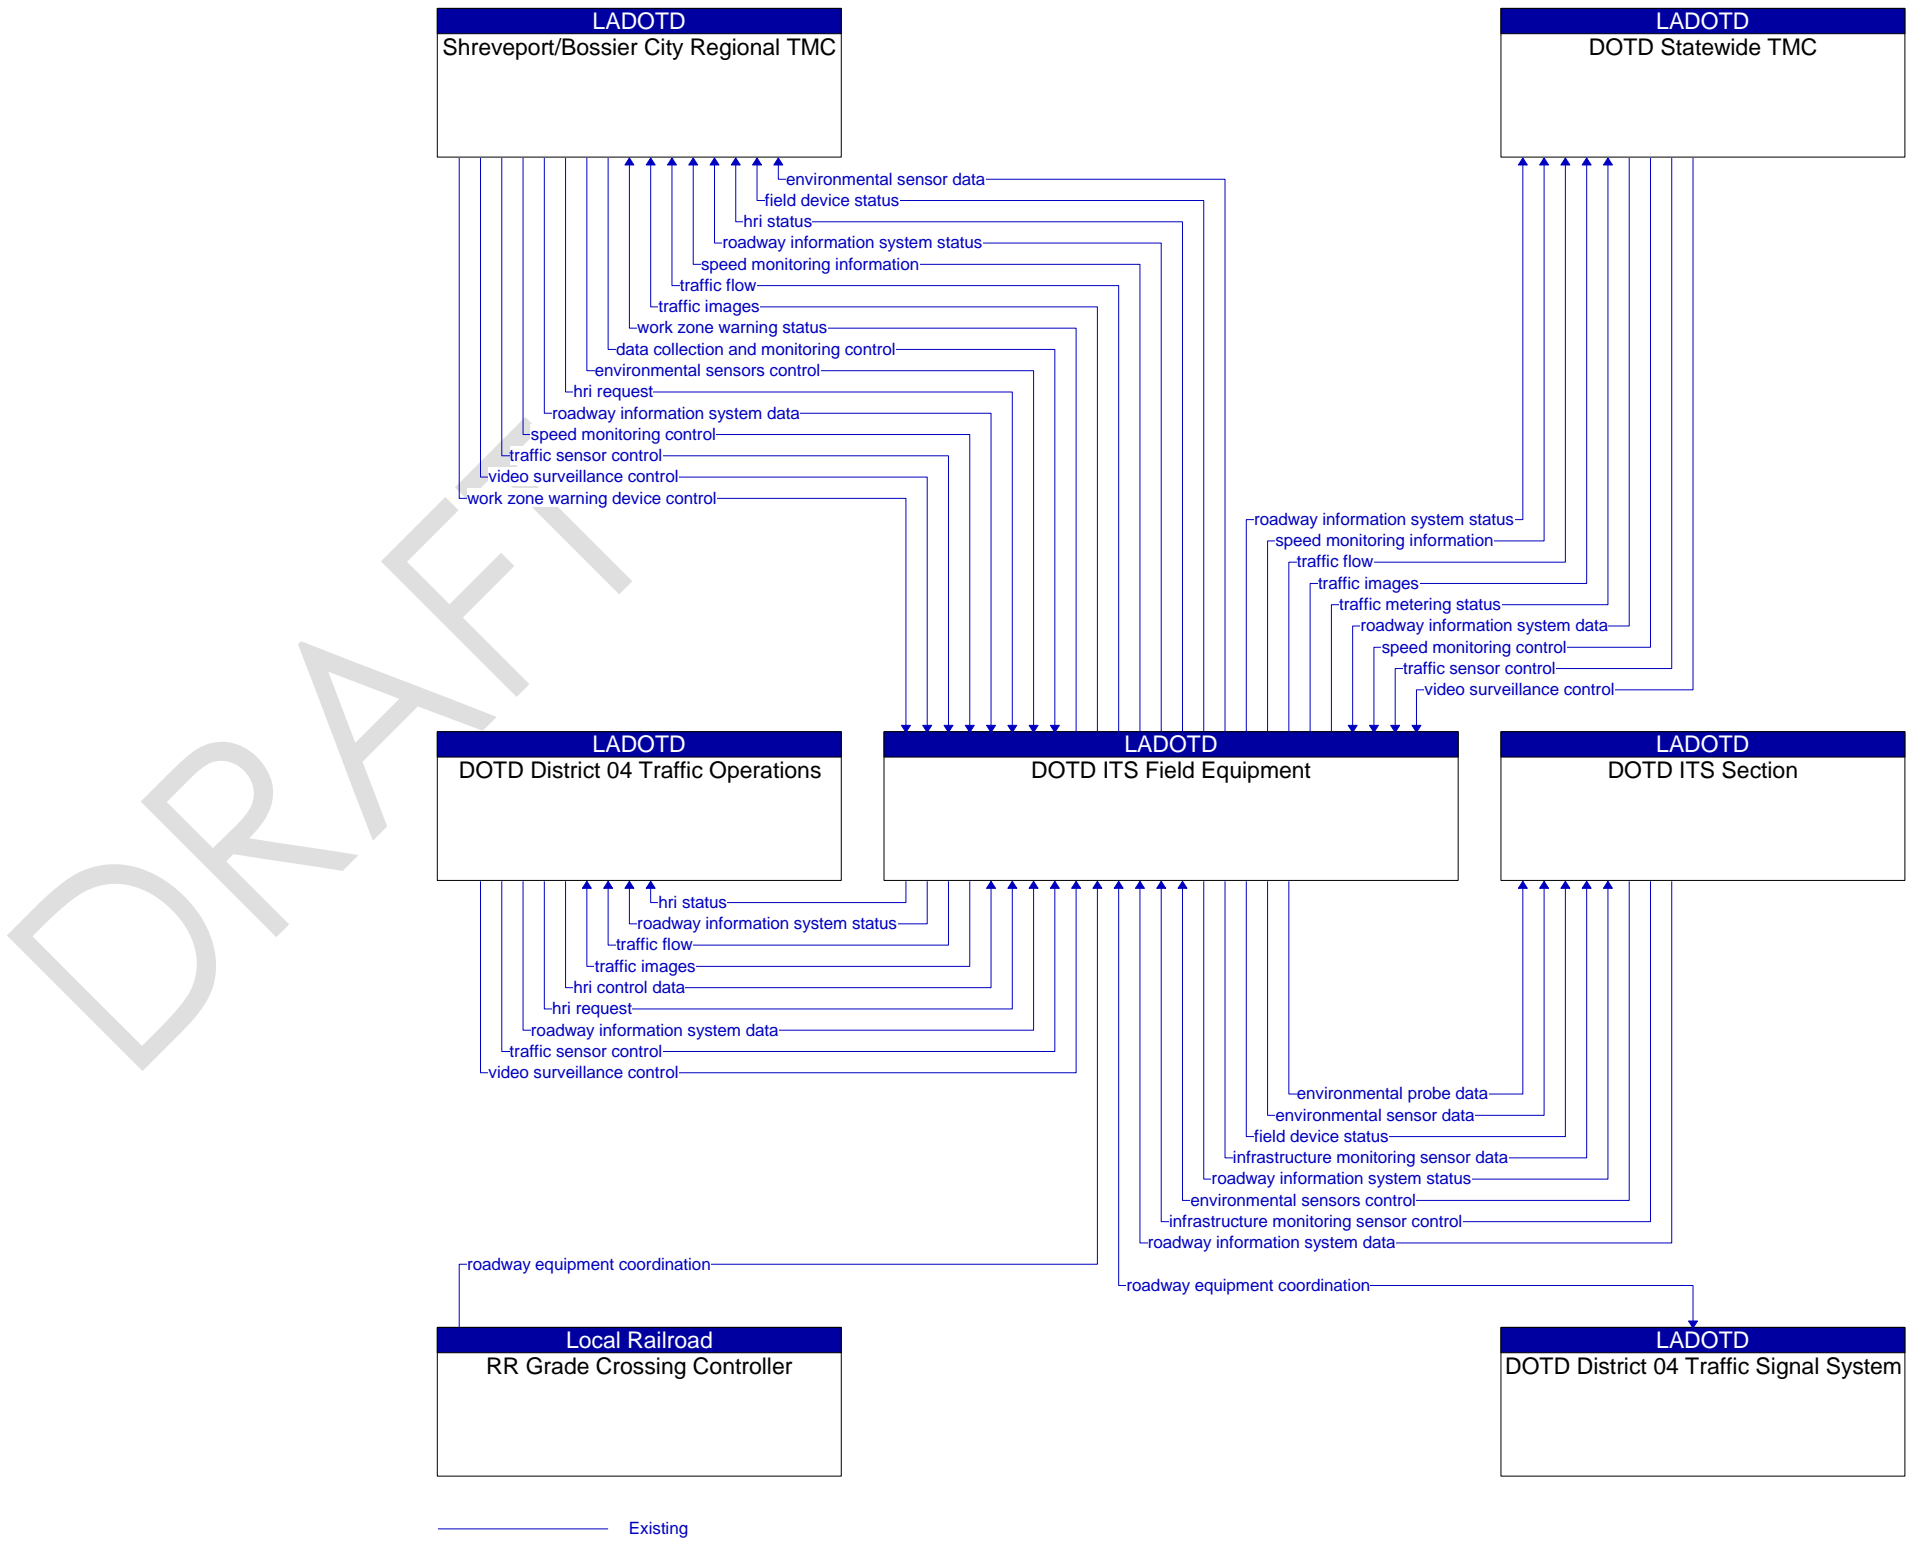 LADOTD
Shreveport/Bossier City Regional TMC
LADOTD
DOTD Statewide TMC
environmental sensor data
field device status
hri status
roadway information system status
speed monitoring information
traffic flow
traffic images
work zone warning status
data collection and monitoring control
environmental sensors control
hri request
roadway information system data
speed monitoring control
traffic sensor control
video surveillance control
work zone warning device control
roadway information system status
speed monitoring information
traffic flow
traffic images
traffic metering status
roadway information system data
speed monitoring control
traffic sensor control
video surveillance control
DRAFT
LADOTD
DOTD District 04 Traffic Operations
LADOTD
DOTD ITS Field Equipment
LADOTD
DOTD ITS Section
hri status
roadway information system status
traffic flow
traffic images
hri control data
hri request
roadway information system data
traffic sensor control
video surveillance control
environmental probe data
environmental sensor data
field device status
infrastructure monitoring sensor data
roadway information system status
environmental sensors control
infrastructure monitoring sensor control
roadway information system data
roadway equipment coordination
roadway equipment coordination
Local Railroad
RR Grade Crossing Controller
LADOTD
DOTD District 04 Traffic Signal System
Existing